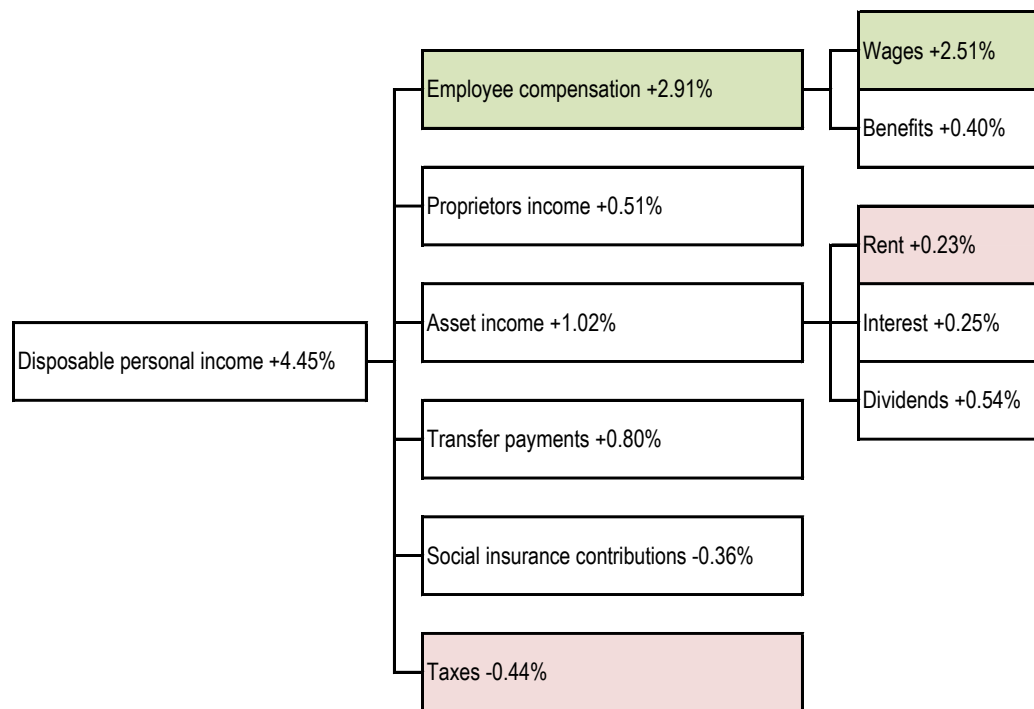 Disposable personal income +4.45%
Employee compensation +2.91%
Wages +2.51%
Benefits +0.40%
Proprietors income +0.51%
Asset income +1.02%
Rent +0.23%
Interest +0.25%
Dividends +0.54%
Transfer payments +0.80%
Social insurance contributions -0.36%
Taxes -0.44%